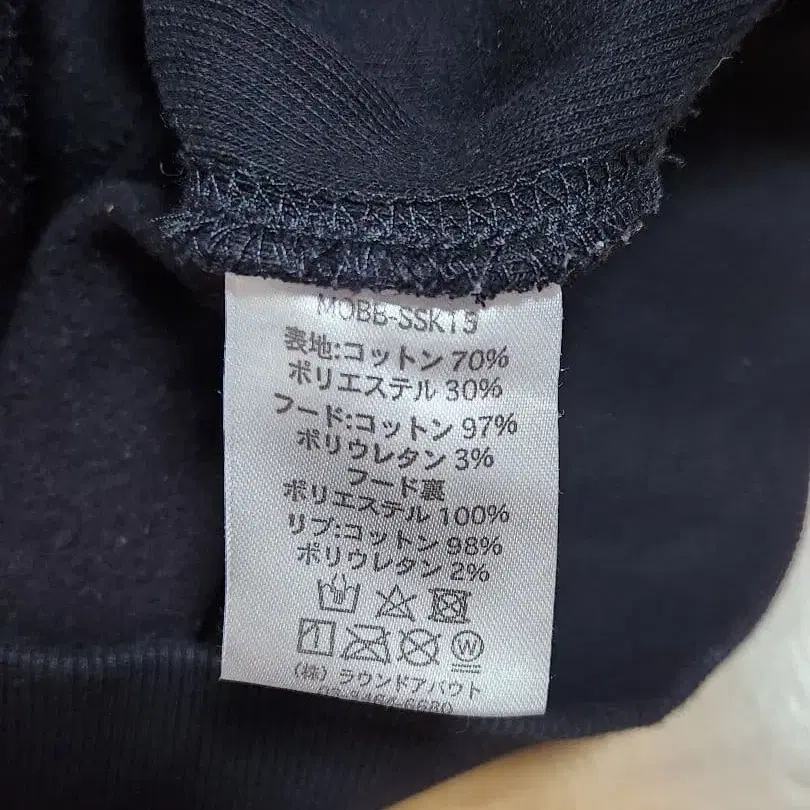 MOBB-SSK15
表地:コットン 70%
ポリエステル 30%
フード:コットン 97%
ポリウレタン 3%
フード裏
ポリエステル 100%
リブ:コットン 98%
ポリウレタン 2%
W
(株) ラウンドアバウト